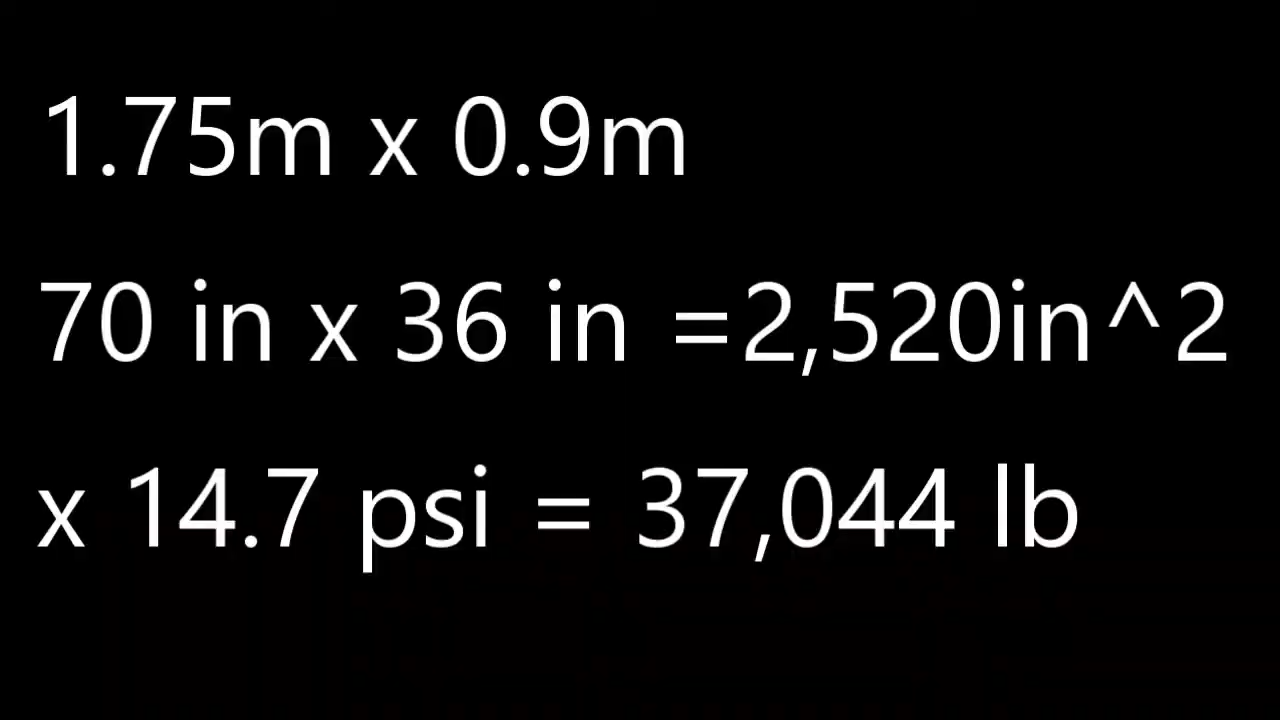 1.75m x 0.9m
70 in x 36 in =2,520in^2
x 14.7 psi = 37,044 lb